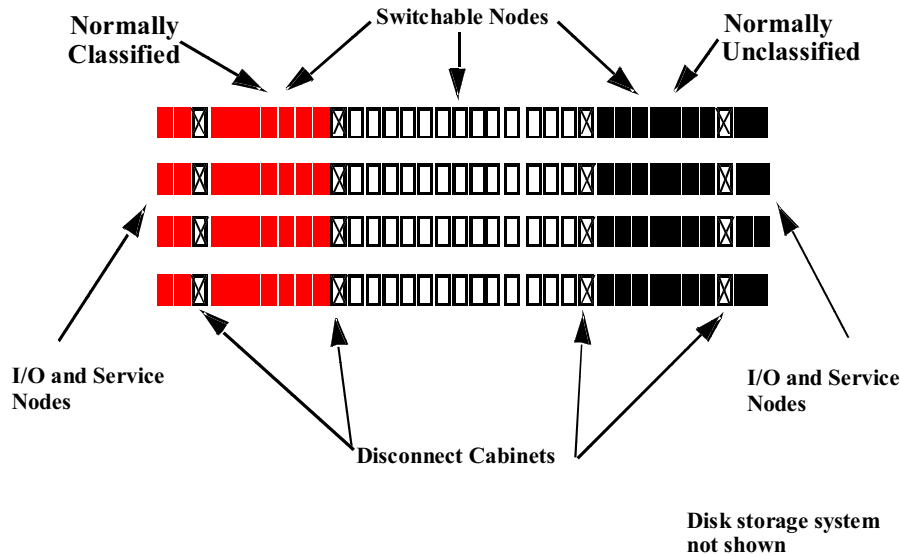 Switchable Nodes
Normally
Classified
Normally
Unclassified
I/O and Service
Nodes
I/O and Service
Nodes
Disconnect Cabinets
Disk storage system
not shown